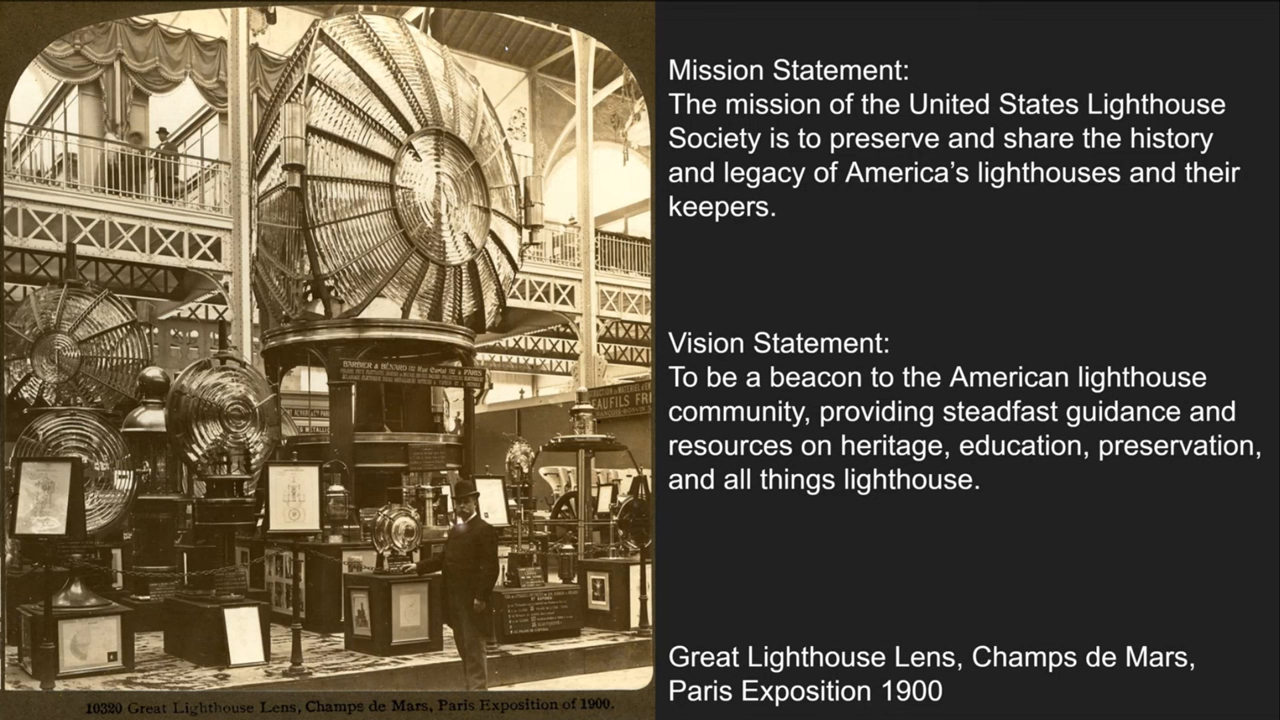 BARBIER & BÉNARD
Mission Statement:
The mission of the United States Lighthouse
Society is to preserve and share the history
and legacy of America’s lighthouses and their
keepers.
Vision Statement:
To be a beacon to the American lighthouse
community, providing steadfast guidance and
resources on heritage, education, preservation,
and all things lighthouse.
Great Lighthouse Lens, Champs de Mars,
Paris Exposition 1900
10320 Great Lighthouse Lens, Champs de Mars, Paris Exposition of 1900.